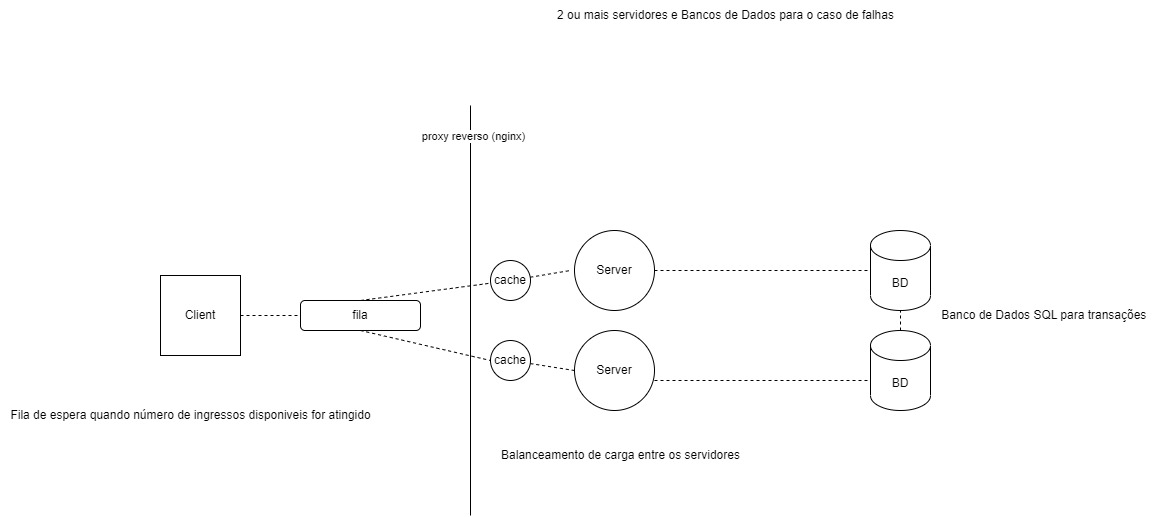 2 ou mais servidores e Bancos de Dados para o caso de falhas
proxy reverso (nginx)
Client
fila
cache
Server
BD
Banco de Dados SQL para transações
cache
Server
BD
Fila de espera quando número de ingressos disponiveis for atingido
Balanceamento de carga entre os servidores